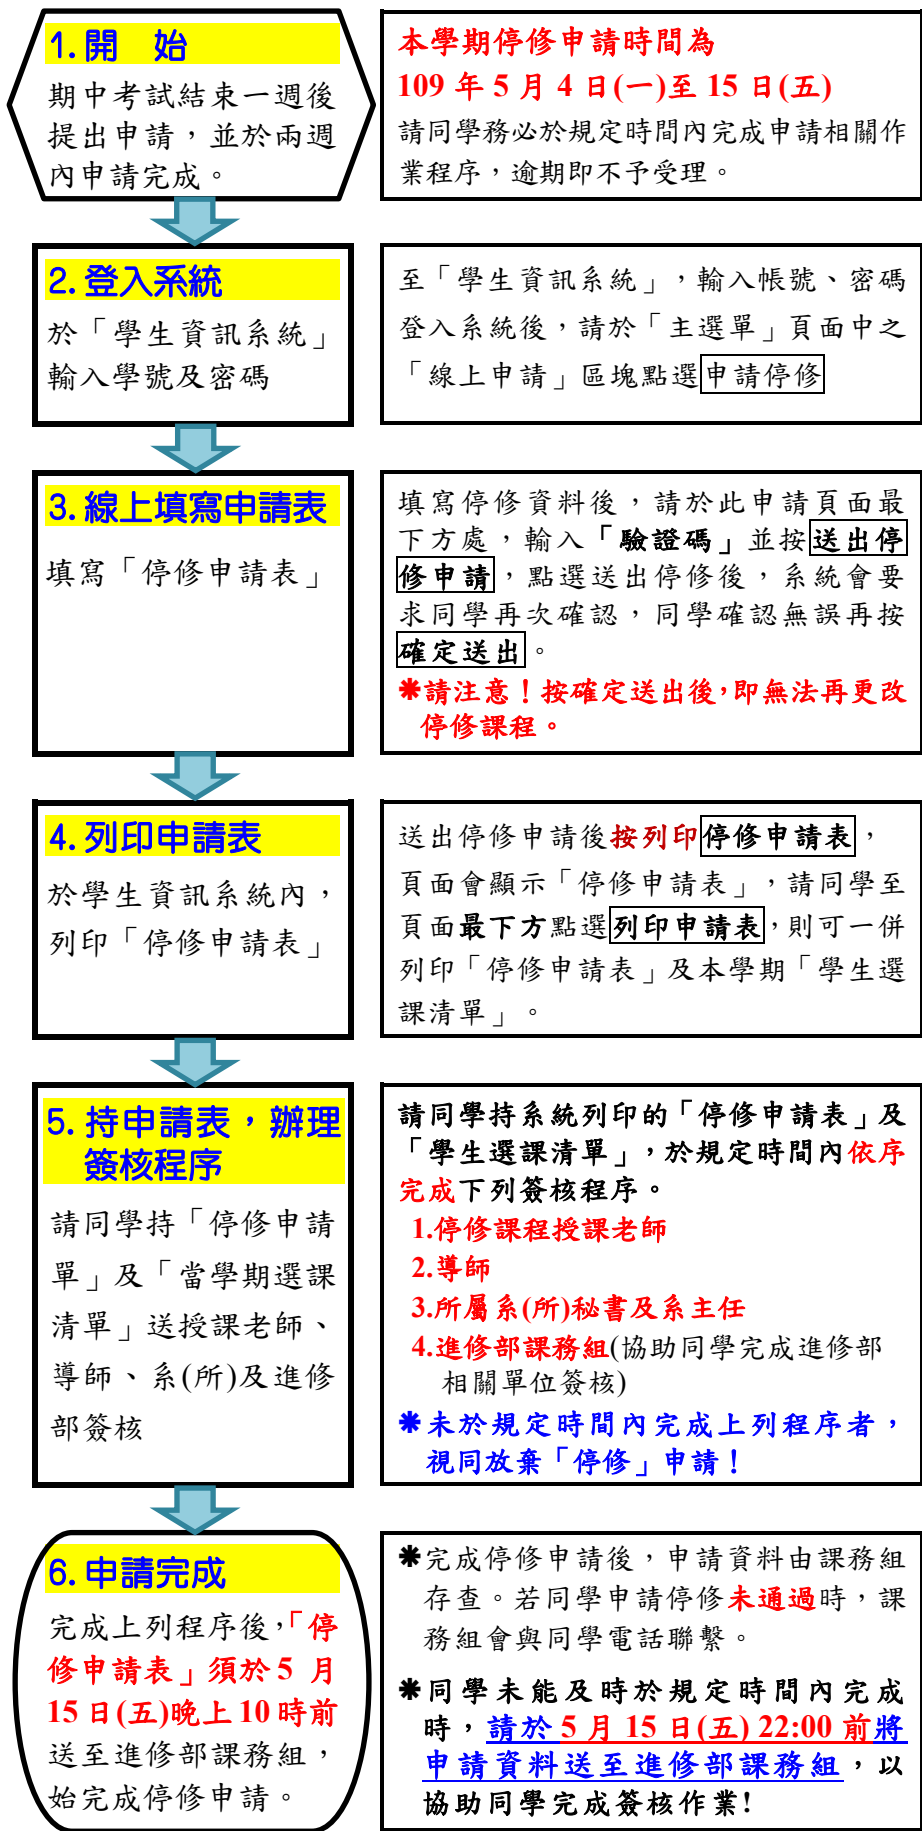 1.開　始
期中考試結束一週後
提出申請，並於兩週
內申請完成。
本學期停修申請時間為
109 年 5 月 4 日(一)至 15 日(五)
請同學務必於規定時間內完成申請相關作
業程序，逾期即不予受理。
2.登入系統
於「學生資訊系統」
輸入學號及密碼
至「學生資訊系統」，輸入帳號、密碼
登入系統後，請於「主選單」頁面中之
「線上申請」區塊點選申請停修
3.線上填寫申請表
填寫「停修申請表」
填寫停修資料後，請於此申請頁面最
下方處，輸入「驗證碼」並按送出停
修申請，點選送出停修後，系統會要
求同學再次確認，同學確認無誤再按
確定送出。
✱請注意！按確定送出後，即無法再更改
停修課程。
4.列印申請表
於學生資訊系統內，
列印「停修申請表」
送出停修申請後按列印停修申請表，
頁面會顯示「停修申請表」，請同學至
頁面最下方點選列印申請表，則可一併
列印「停修申請表」及本學期「學生選
課清單」。
5.持申請表，辦理
簽核程序
請同學持「停修申請
單」及「當學期選課
清單」送授課老師、
導師、系(所)及進修
部簽核
請同學持系統列印的「停修申請表」及
「學生選課清單」，於規定時間內依序
完成下列簽核程序。
1.停修課程授課老師
2.導師
3.所屬系(所)秘書及系主任
4.進修部課務組(協助同學完成進修部
相關單位簽核)
✱未於規定時間內完成上列程序者，
視同放棄「停修」申請！
6.申請完成
完成上列程序後，「停
修申請表」須於 5 月
15 日(五)晚上 10 時前
送至進修部課務組，
始完成停修申請。
✱完成停修申請後，申請資料由課務組
存查。若同學申請停修未通過時，課
務組會與同學電話聯繫。
✱同學未能及時於規定時間內完成
時，請於 5 月 15 日(五) 22:00 前將
申請資料送至進修部課務組，以
協助同學完成簽核作業!